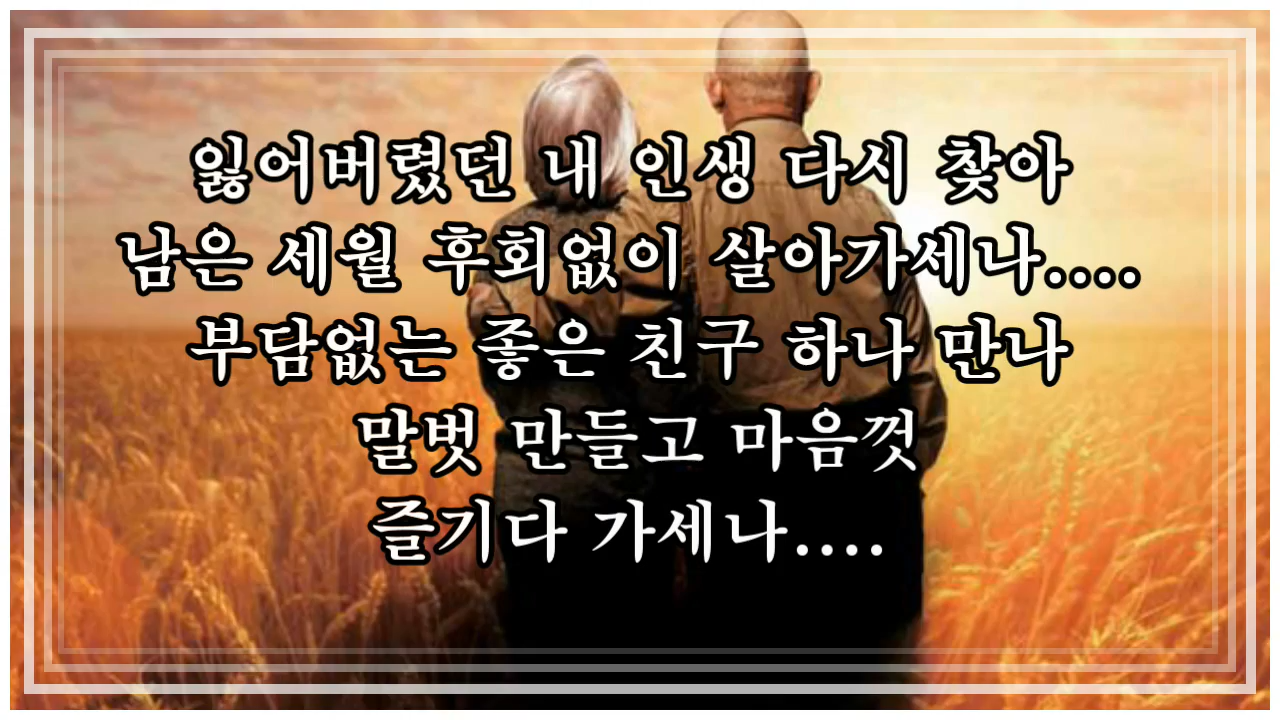 잃어버렸던 내 인생 다시 찾아
남은 세월 후회없이 살아가세나....
부담없는 좋은 친구 하나 만나
말벗 만들고 마음껏
즐기다 가세나....